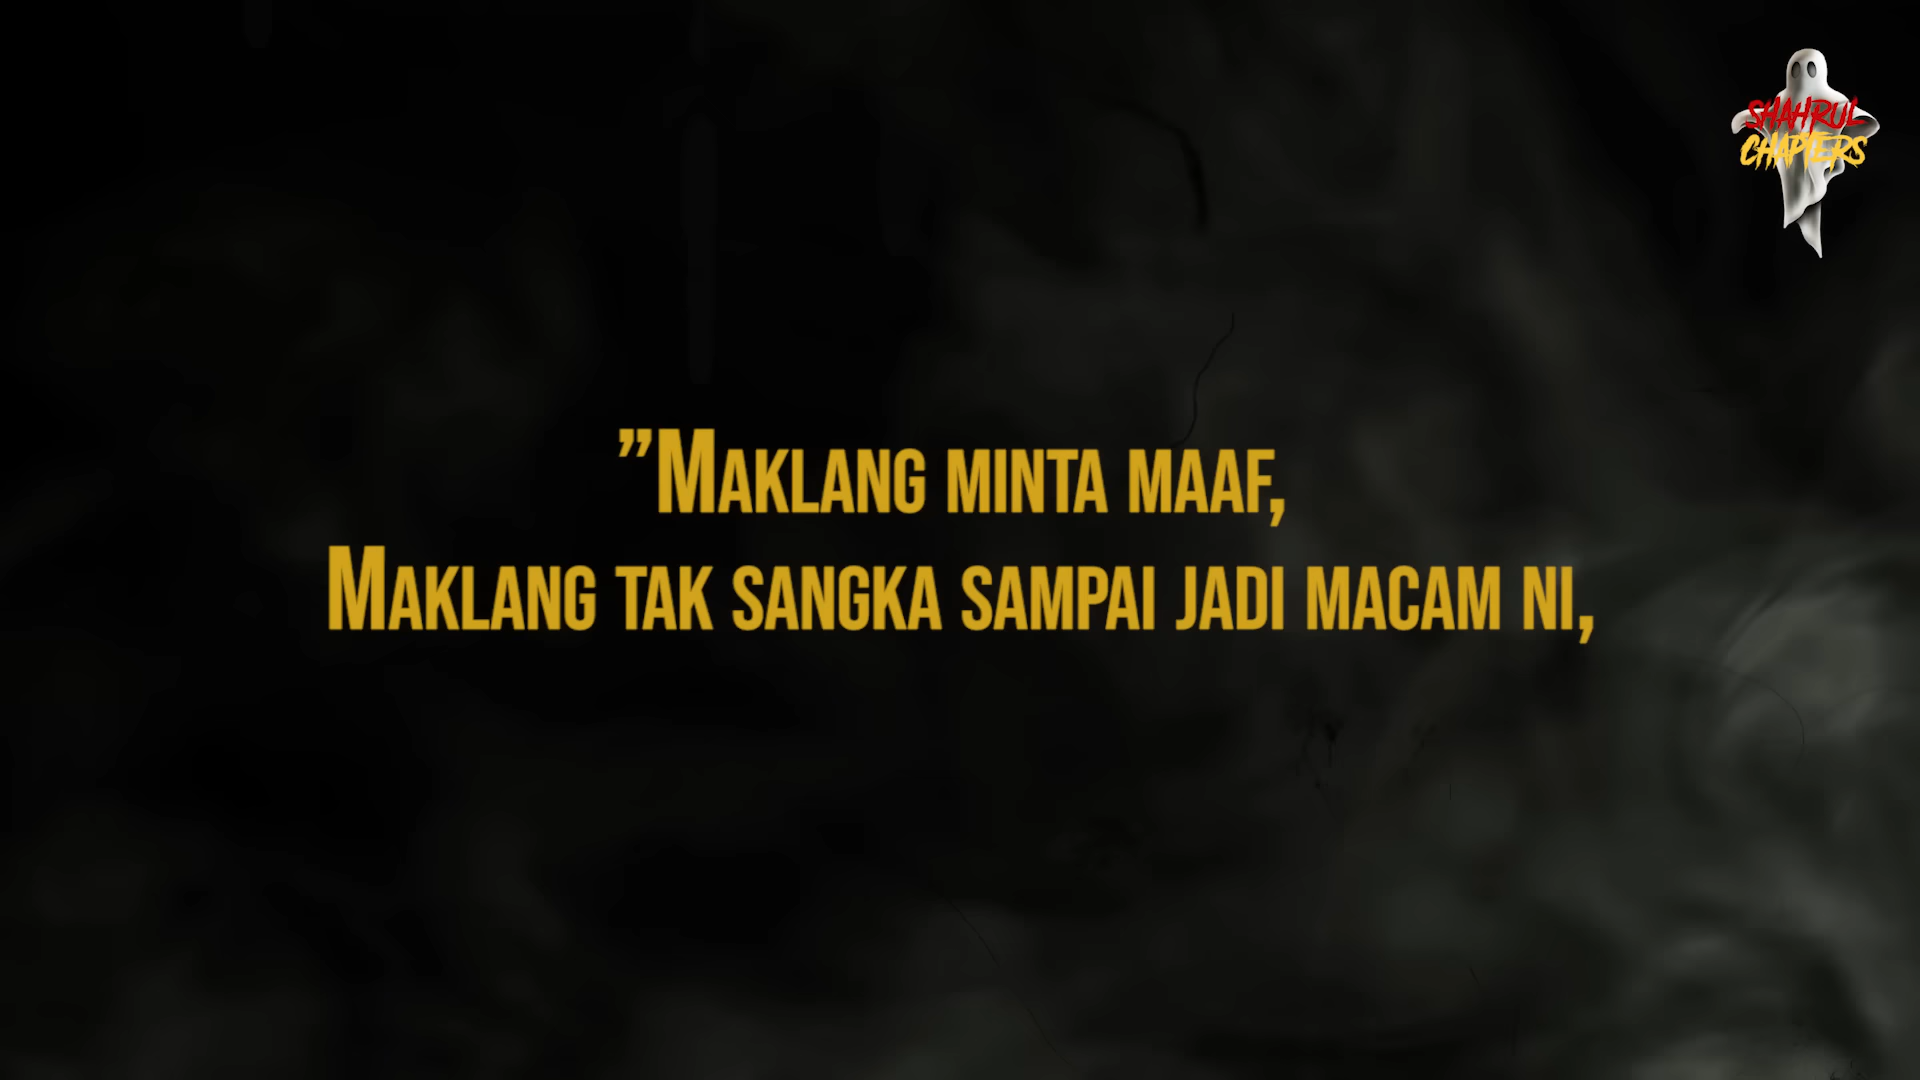 SHAHRUL
CHAPTERS
”Maklang minta maaf,
Maklang tak sangka sampai jadi macam ni,